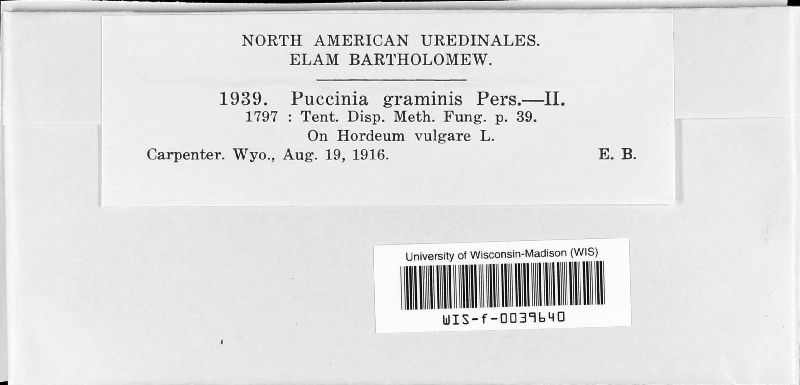 NORTH AMERICAN UREDINALES.
ELAM BARTHOLOMEW.
1939. Puccinia graminis Pers.—II.
1797 : Tent. Disp. Meth. Fung. p. 39.
On Hordeum vulgare L.
Carpenter. Wyo., Aug. 19, 1916. E. B.
University of Wisconsin-Madison (WIS)
WIS-f-0039640